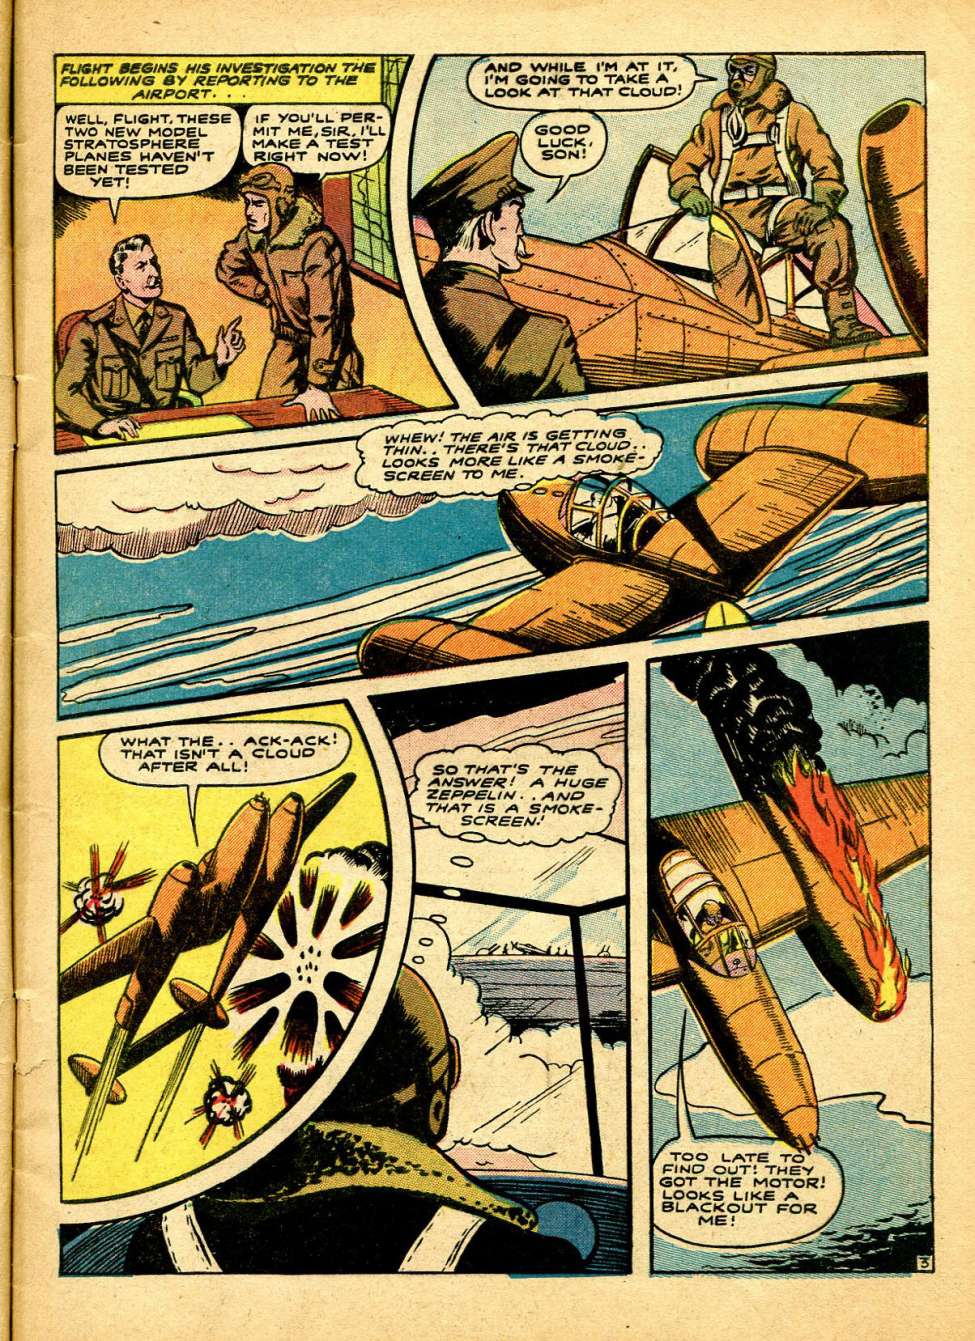 FLIGHT BEGINS HIS INVESTIGATION THE
FOLLOWING BY REPORTING TO THE
AIRPORT...
WELL, FLIGHT, THESE
TWO NEW MODEL
STRATOSPHERE
PLANES HAVEN'T
BEEN TESTED
YET!
IF YOU'LL PER-
MIT ME, SIR, I'LL
MAKE A TEST
RIGHT NOW!
AND WHILE I'M AT IT,
I'M GOING TO TAKE A
LOOK AT THAT CLOUD!
GOOD
LUCK,
SON!
WHEW! THE AIR IS GETTING
THIN.. THERE'S THAT CLOUD..
LOOKS MORE LIKE A SMOKE-
SCREEN TO ME.
WHAT THE.. ACK-ACK!
THAT ISN'T A CLOUD
AFTER ALL!
SO THAT'S THE
ANSWER! A HUGE
ZEPPELIN...AND
THAT IS A SMOKE-
SCREEN!
TOO LATE TO
FIND OUT! THEY
GOT THE MOTOR!
LOOKS LIKE A
BLACKOUT FOR
ME!
3